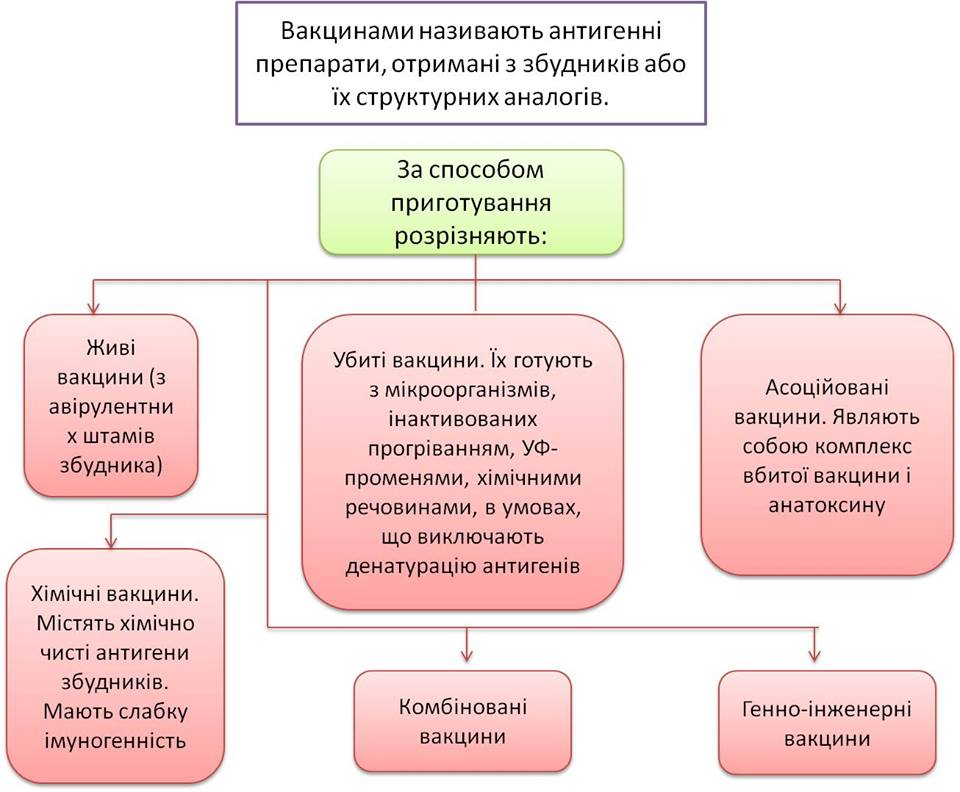 Вакцинами називають антигенні
препарати, отримані з збудників або
їх структурних аналогів.
За способом
приготування
розрізняють:
Живі
вакцини (з
авірулентни
х штамів
збудника)
Убиті вакцини. Їх готують
з мікроорганізмів,
інактивованих
прогріванням, УФ-
променями, хімічними
речовинами, в умовах,
що виключають
денатурацію антигенів
Асоційовані
вакцини. Являють
собою комплекс
вбитої вакцини і
анатоксину
Хімічні вакцини.
Містять хімічно
чисті антигени
збудників.
Мають слабку
імуногенність
Комбіновані
вакцини
Генно-інженерні
вакцини